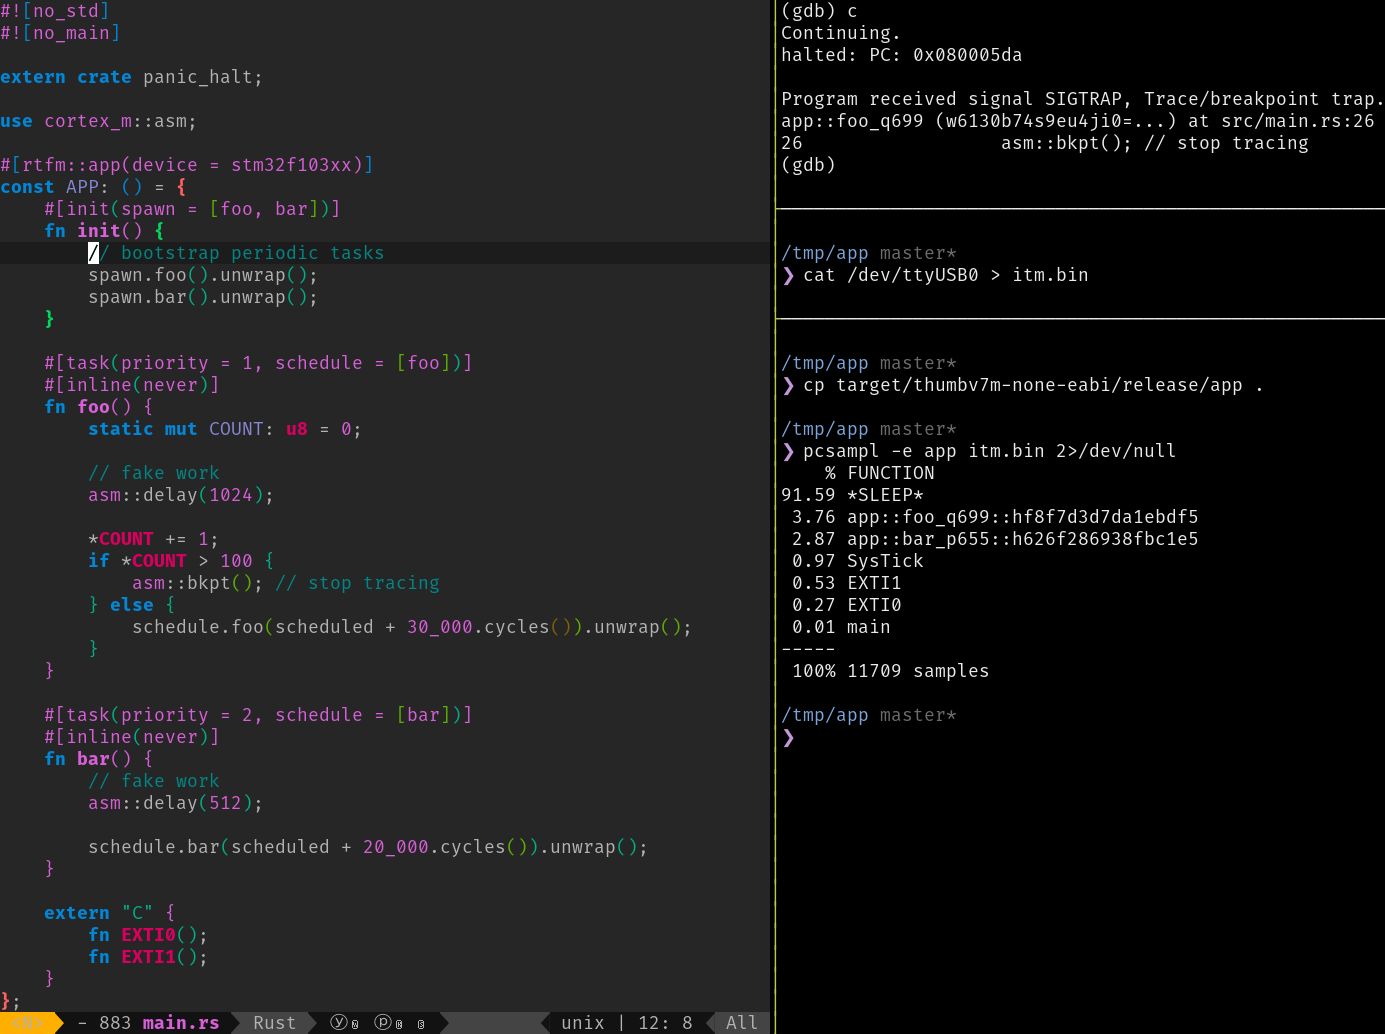 #![no_std]
#![no_main]

extern crate panic_halt;

use cortex_m::asm;

#[rtfm::app(device = stm32f103xx)]
const APP: () = {
    #[init(spawn = [foo, bar])]
    fn init() {
        // bootstrap periodic tasks
        spawn.foo().unwrap();
        spawn.bar().unwrap();
    }

    #[task(priority = 1, schedule = [foo])]
    #[inline(never)]
    fn foo() {
        static mut COUNT: u8 = 0;

        // fake work
        asm::delay(1024);

        *COUNT += 1;
        if *COUNT > 100 {
            asm::bkpt(); // stop tracing
        } else {
            schedule.foo(scheduled + 30_000.cycles()).unwrap();
        }
    }

    #[task(priority = 2, schedule = [bar])]
    #[inline(never)]
    fn bar() {
        // fake work
        asm::delay(512);

        schedule.bar(scheduled + 20_000.cycles()).unwrap();
    }

    extern "C" {
        fn EXTI0();
        fn EXTI1();
    }
};
<N> - 883 main.rs Rust ⓨ@ ⓟ@ @ unix | 12: 8 All
(gdb) c
Continuing.
halted: PC: 0x080005da

Program received signal SIGTRAP, Trace/breakpoint trap.
app::foo_q699 (w6130b74s9eu4ji0=...) at src/main.rs:26
26                  asm::bkpt(); // stop tracing
(gdb)

/tmp/app master*
❯ cat /dev/ttyUSB0 > itm.bin

/tmp/app master*
❯ cp target/thumbv7m-none-eabi/release/app .

/tmp/app master*
❯ pcsampl -e app itm.bin 2>/dev/null
    % FUNCTION
91.59 *SLEEP*
 3.76 app::foo_q699::hf8f7d3d7da1ebdf5
 2.87 app::bar_p655::h626f286938fbc1e5
 0.97 SysTick
 0.53 EXTI1
 0.27 EXTI0
 0.01 main
-----
 100% 11709 samples

/tmp/app master*
❯